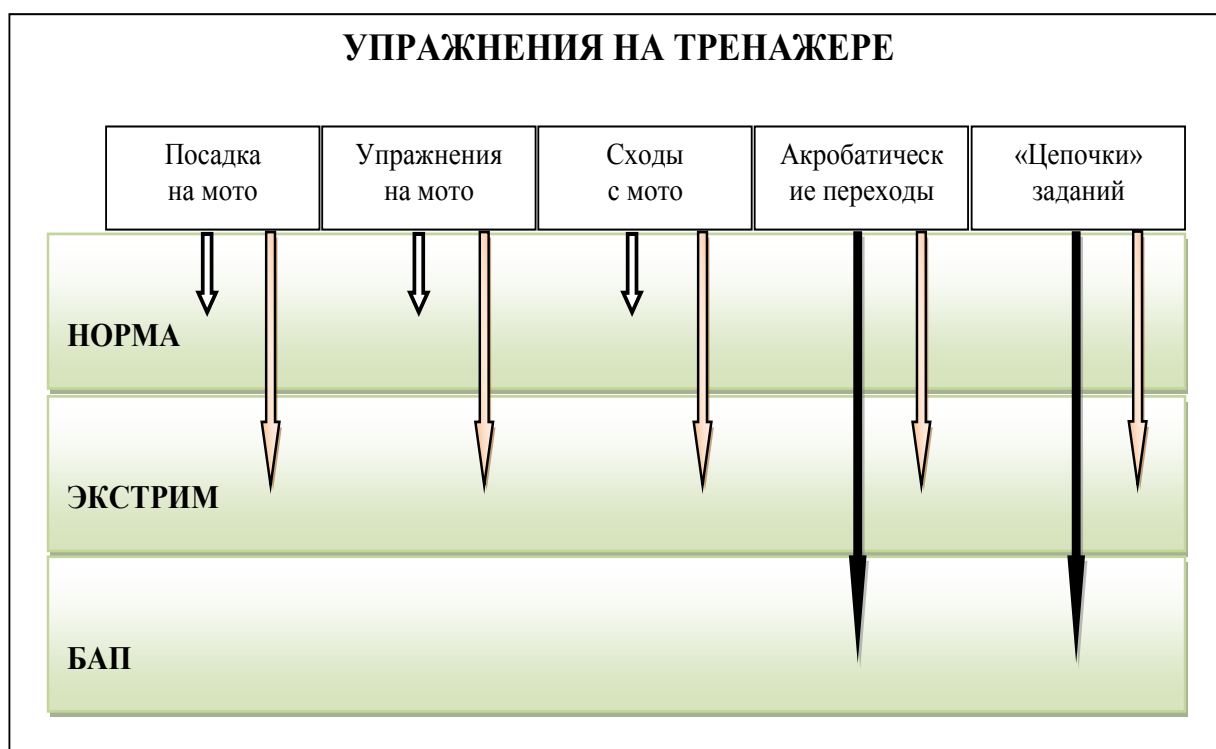 УПРАЖНЕНИЯ НА ТРЕНАЖЕРЕ
Посадка
на мото
Упражнения
на мото
Сходы
с мото
Акробатическ
ие переходы
«Цепочки»
заданий
НОРМА
ЭКСТРИМ
БАП